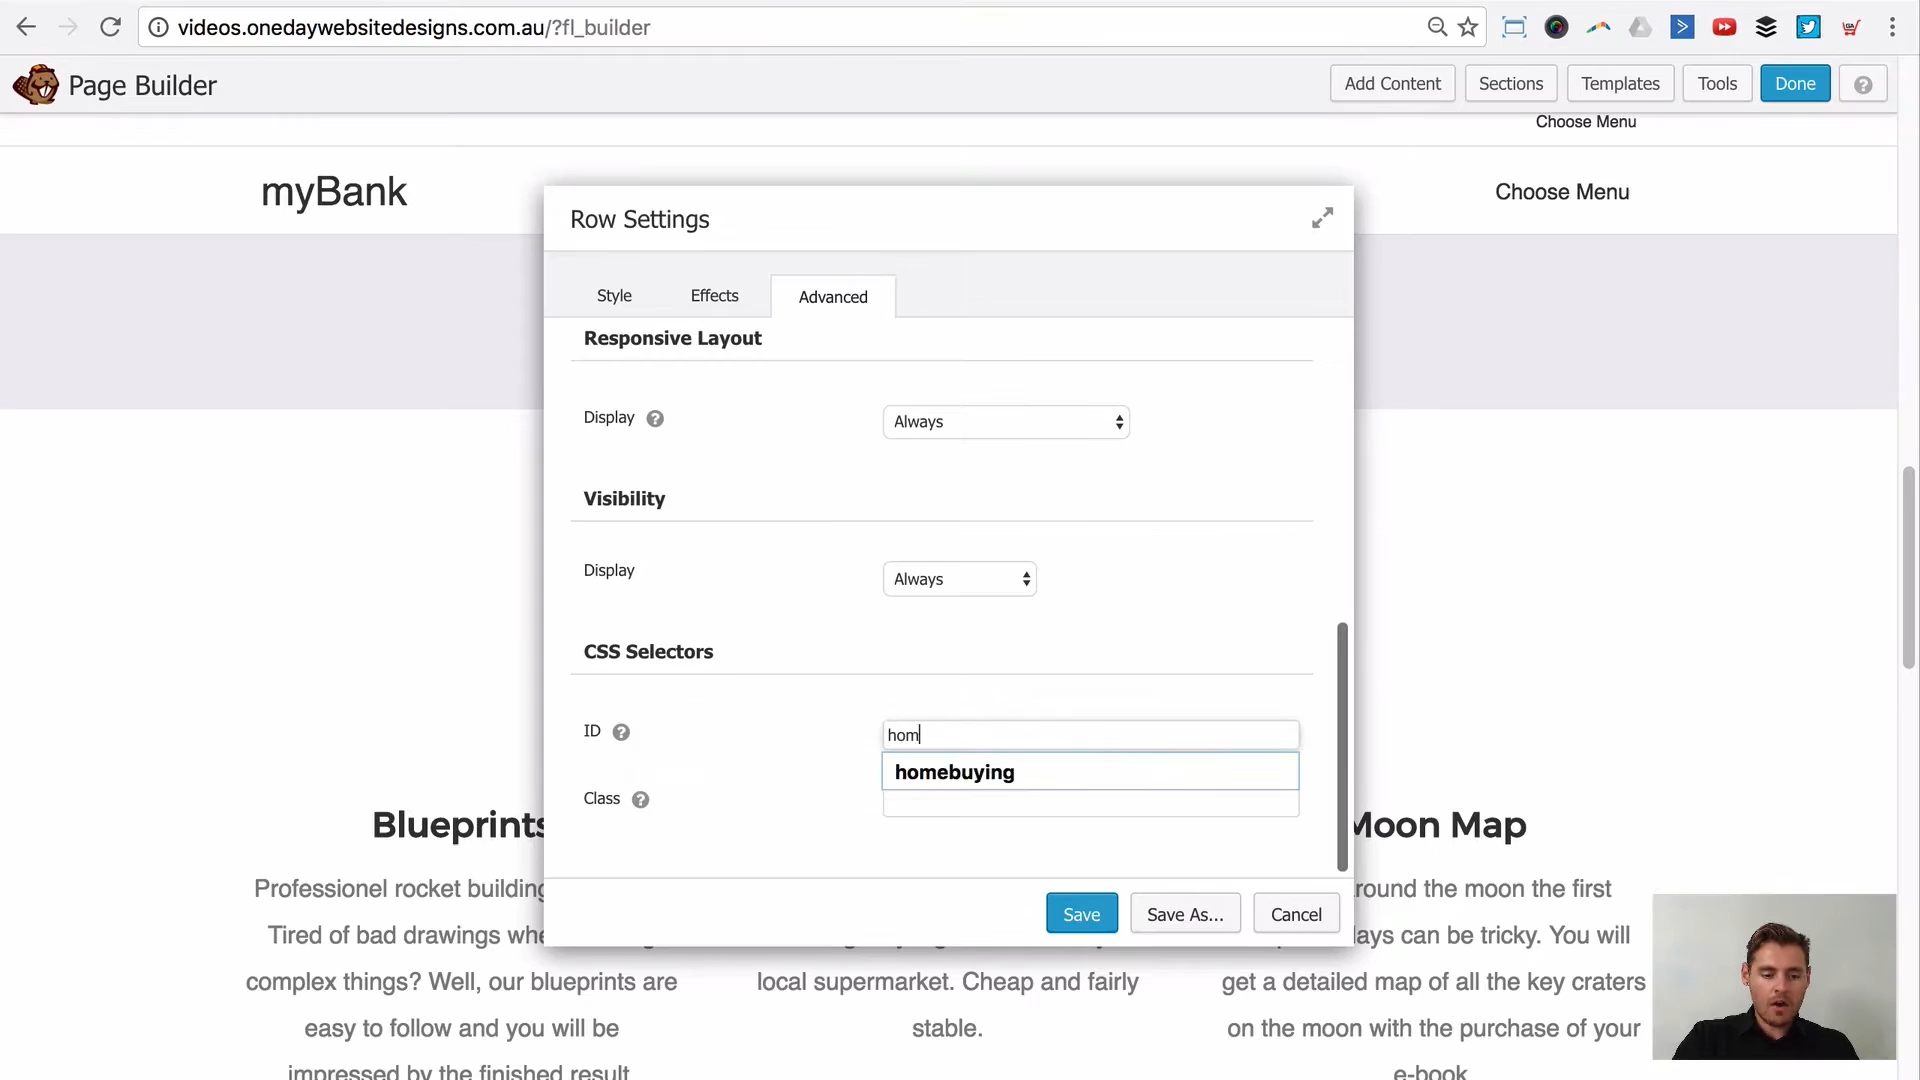 videos.onedaywebsitedesigns.com.au/?fl_builder
Page Builder
Add Content
Sections
Templates
Tools
Done
Choose Menu
myBank
Choose Menu
Row Settings
Style
Effects
Advanced
Responsive Layout
Display
Always
Visibility
Display
Always
CSS Selectors
ID
hom
homebuying
Class
Save
Save As...
Cancel
Blueprints
Professionel rocket building
Tired of bad drawings
complex things? Well, our blueprints are
easy to follow and you will be
impressed by the finished result
local supermarket. Cheap and fairly
stable.
Moon Map
round the moon the first
days can be tricky. You will
get a detailed map of all the key craters
on the moon with the purchase of your
e-book